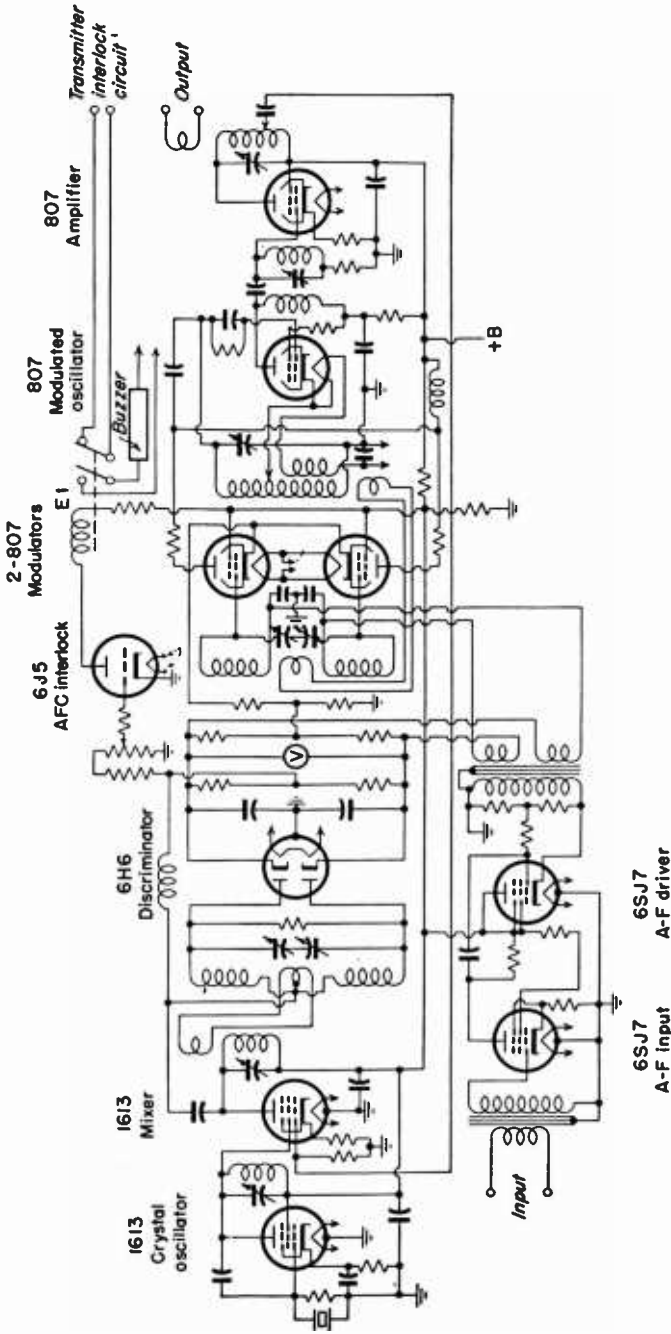 Transmitter
interlock
circuit'
Output
807
Amplifier
807
Modulated
oscillator
Buzzer
E1
2-807
Modulators
6J5
AFC interlock
6H6
Discriminator
V
+B
1613
Mixer
1613
Crystal
oscillator
6SJ7
A-F driver
6SJ7
A-F input
Input